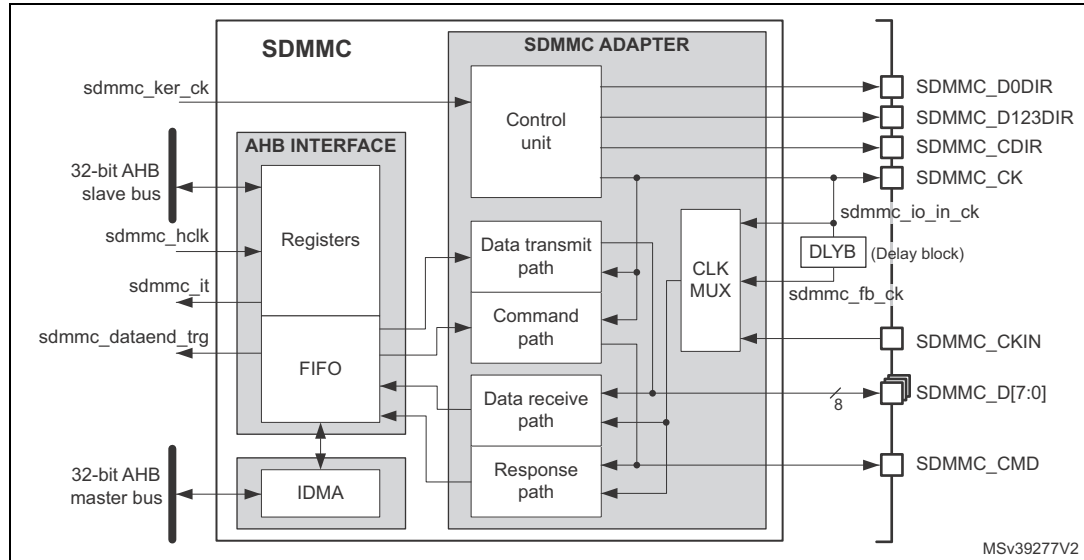 SDMMC
SDMMC ADAPTER
sdmmc_ker_ck
Control
unit
SDMMC_D0DIR
SDMMC_D123DIR
SDMMC_CDIR
SDMMC_CK
AHB INTERFACE
32-bit AHB
slave bus
Registers
sdmmc_hclk
sdmmc_it
sdmmc_dataend_trg
FIFO
Data transmit
path
Command
path
CLK
MUX
sdmmc_io_in_ck
DLYB
(Delay block)
sdmmc_fb_ck
SDMMC_CKIN
Data receive
path
8
SDMMC_D[7:0]
Response
path
SDMMC_CMD
32-bit AHB
master bus
IDMA
MSv39277V2